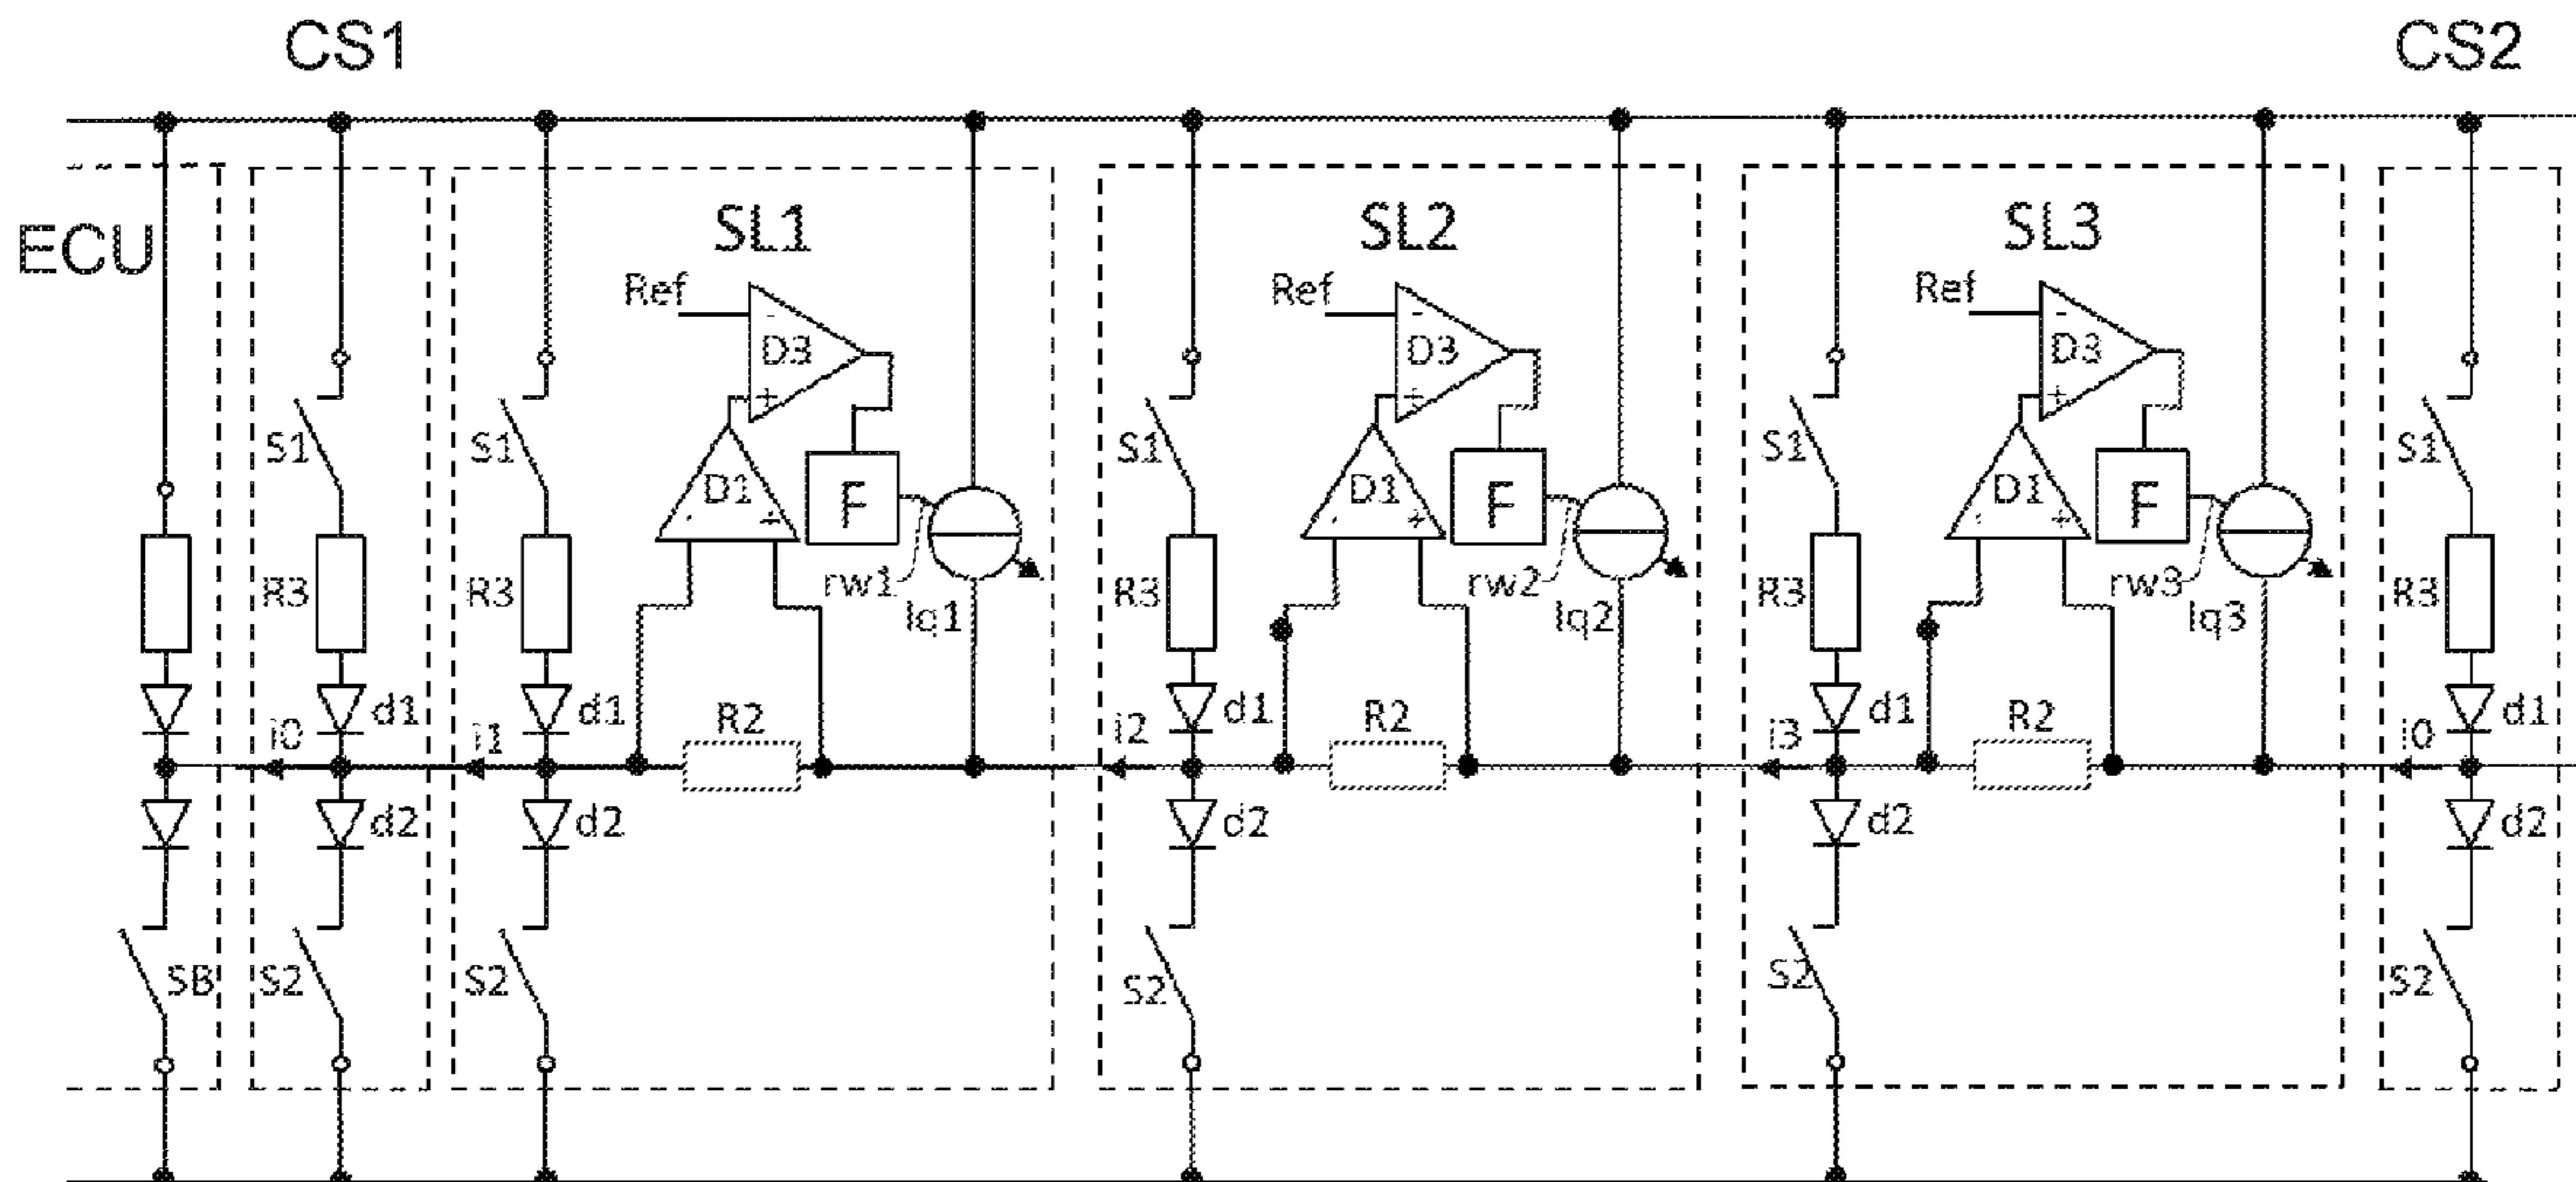 CS1 CS2
ECU SL1 SL2 SL3
Ref Ref Ref
- - -
D3 D3 D3
+ + +
S1 S1 S1 S1 S1
D1 F D1 F D1 F
- + - + - +
R3 R3 rw1 R3 rw2 R3 rw3 R3
Iq1 Iq2 Iq3
i0 d1 i1 d1 R2 i2 d1 R2 i3 d1 R2 i0 d1
d2 d2 d2 d2 d2
SB S2 S2 S2 S2 S2